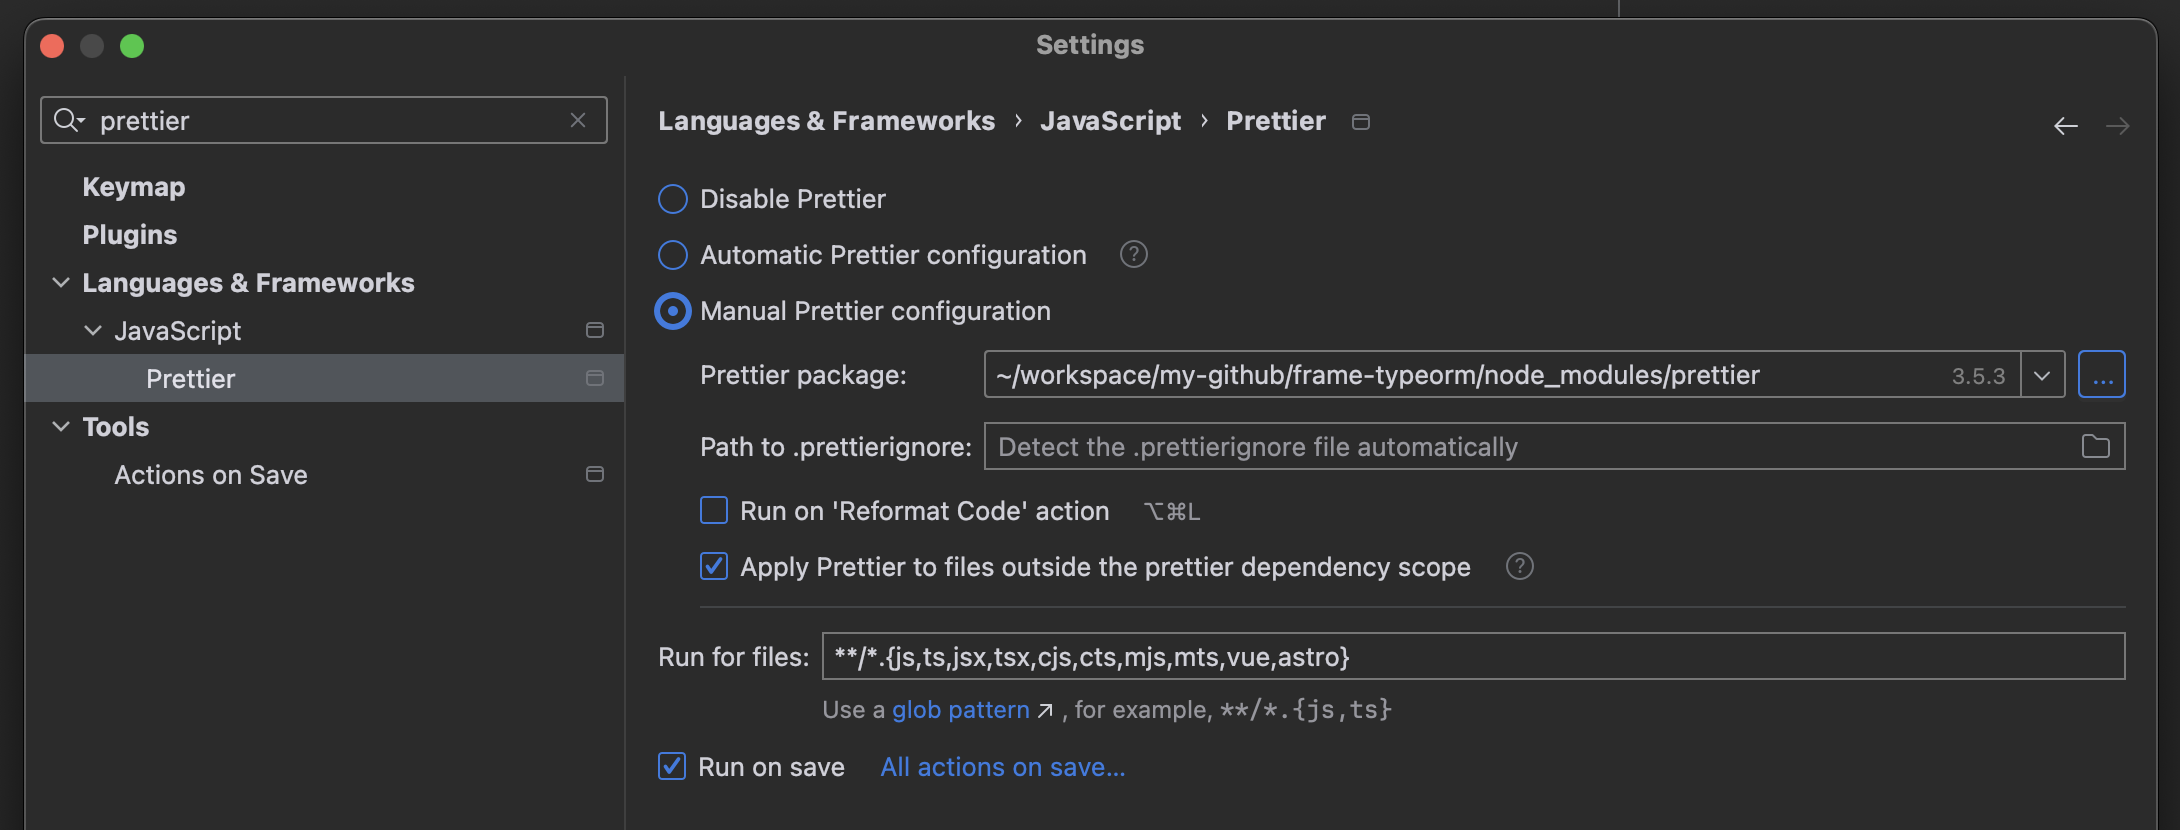 Settings
prettier
Keymap
Plugins
Languages & Frameworks
JavaScript
Prettier
Tools
Actions on Save
Languages & Frameworks › JavaScript › Prettier
Disable Prettier
Automatic Prettier configuration ?
Manual Prettier configuration
Prettier package: ~/workspace/my-github/frame-typeorm/node_modules/prettier 3.5.3 ...
Path to .prettierignore: Detect the .prettierignore file automatically
Run on 'Reformat Code' action ⌥⌘L
Apply Prettier to files outside the prettier dependency scope ?
Run for files: **/*.{js,ts,jsx,tsx,cjs,cts,mjs,mts,vue,astro}
Use a glob pattern ↗ , for example, **/*.{js,ts}
Run on save All actions on save...